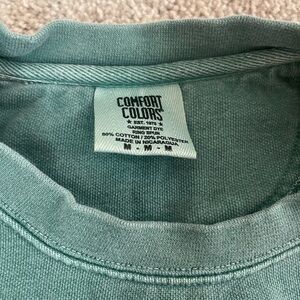 COMFORT
COLORS®
★ EST. 1975 ★
GARMENT DYE
RING SPUN
80% COTTON / 20% POLYESTER
MADE IN NICARAGUA
M - M - M